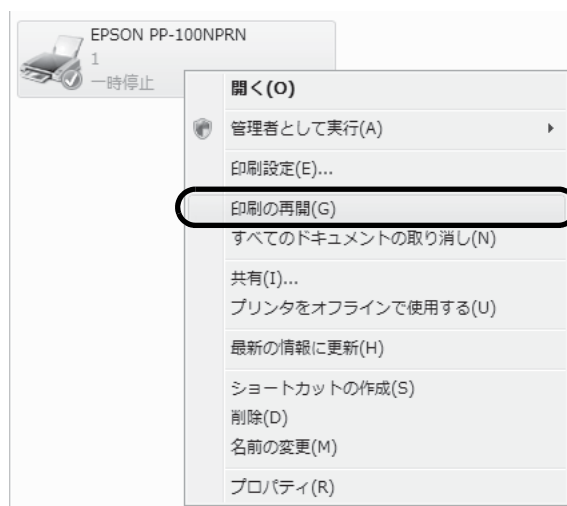 EPSON PP-100NPRN
1
一時停止
開く(O)
管理者として実行(A)
印刷設定(E)...
印刷の再開(G)
すべてのドキュメントの取り消し(N)
共有(I)...
プリンタをオフラインで使用する(U)
最新の情報に更新(H)
ショートカットの作成(S)
削除(D)
名前の変更(M)
プロパティ(R)